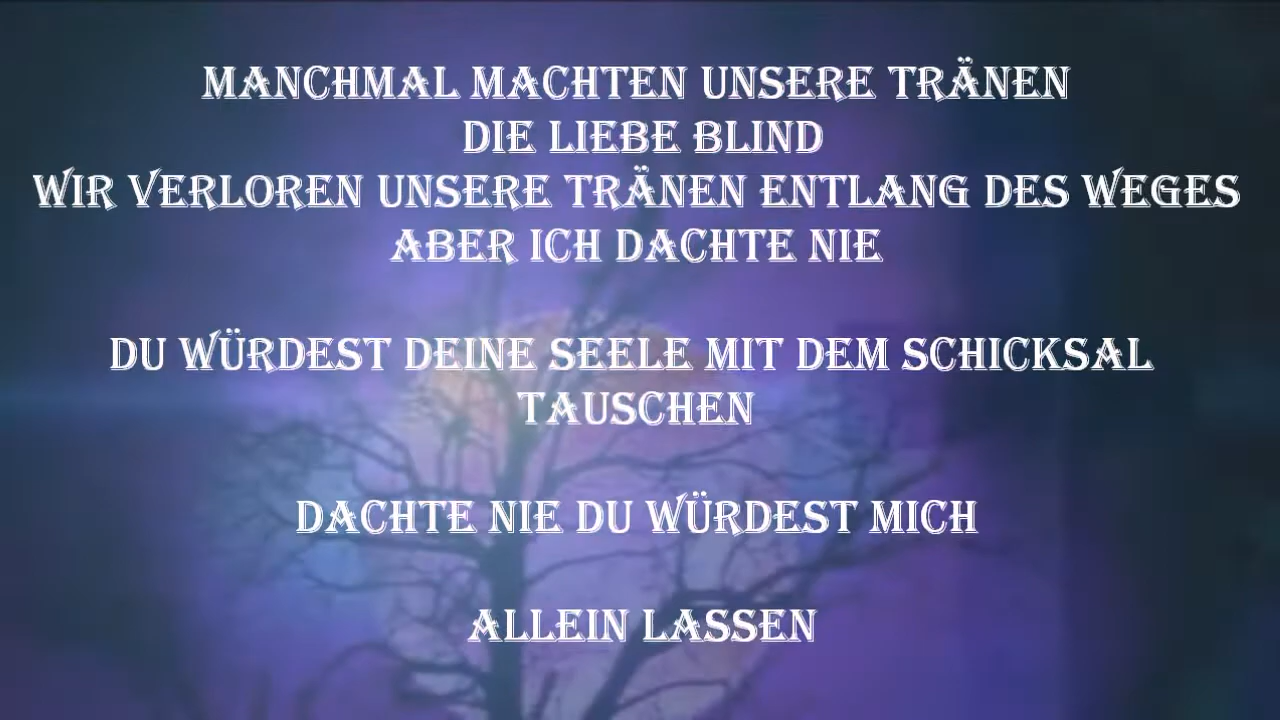 MANCHMAL MACHTEN UNSERE TRÄNEN
DIE LIEBE BLIND
WIR VERLOREN UNSERE TRÄNEN ENTLANG DES WEGES
ABER ICH DACHTE NIE
DU WÜRDEST DEINE SEELE MIT DEM SCHICKSAL
TAUSCHEN
DACHTE NIE DU WÜRDEST MICH
ALLEIN LASSEN